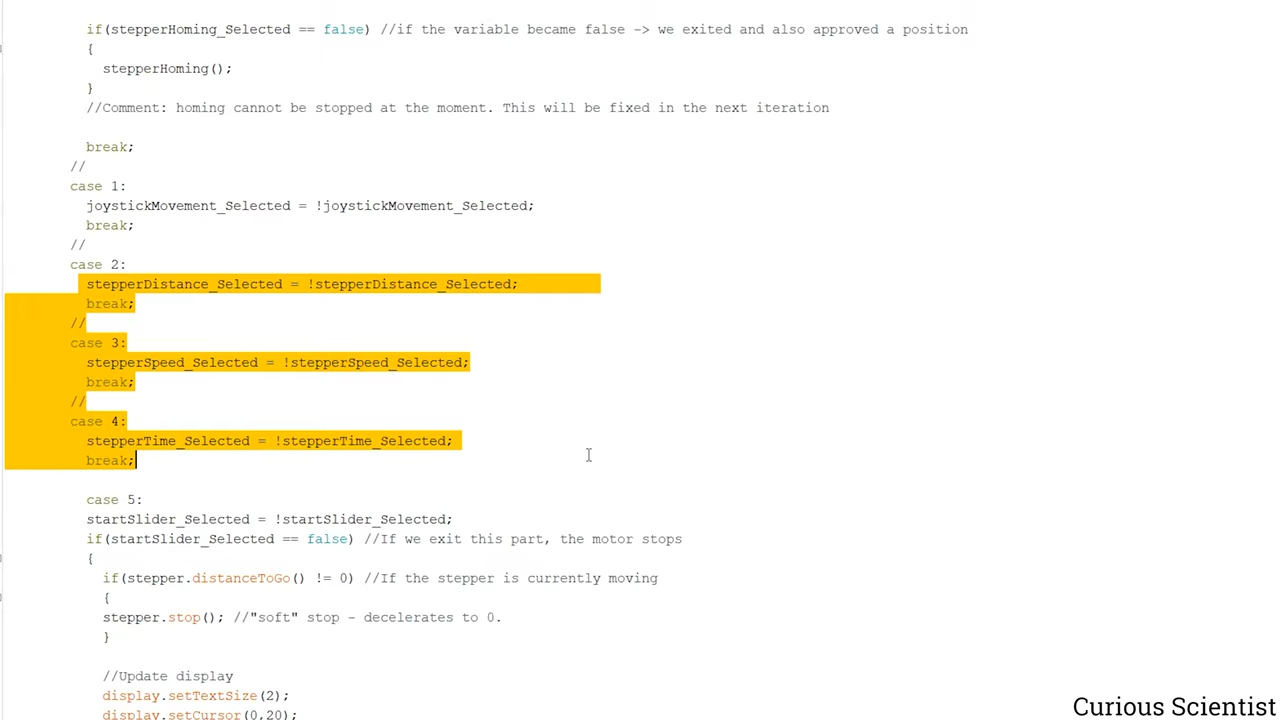 if(stepperHoming_Selected == false) //if the variable became false -> we exited and also approved a position
{
stepperHoming();
}
//Comment: homing cannot be stopped at the moment. This will be fixed in the next iteration
break;
//
case 1:
joystickMovement_Selected = !joystickMovement_Selected;
break;
//
case 2:
stepperDistance_Selected = !stepperDistance_Selected;
break;
//
case 3:
stepperSpeed_Selected = !stepperSpeed_Selected;
break;
//
case 4:
stepperTime_Selected = !stepperTime_Selected;
break;
case 5:
startSlider_Selected = !startSlider_Selected;
if(startSlider_Selected == false) //If we exit this part, the motor stops
{
if(stepper.distanceToGo() != 0) //If the stepper is currently moving
{
stepper.stop(); //"soft" stop - decelerates to 0.
}
//Update display
display.setTextSize(2);
display.setCursor(0,20);
Curious Scientist